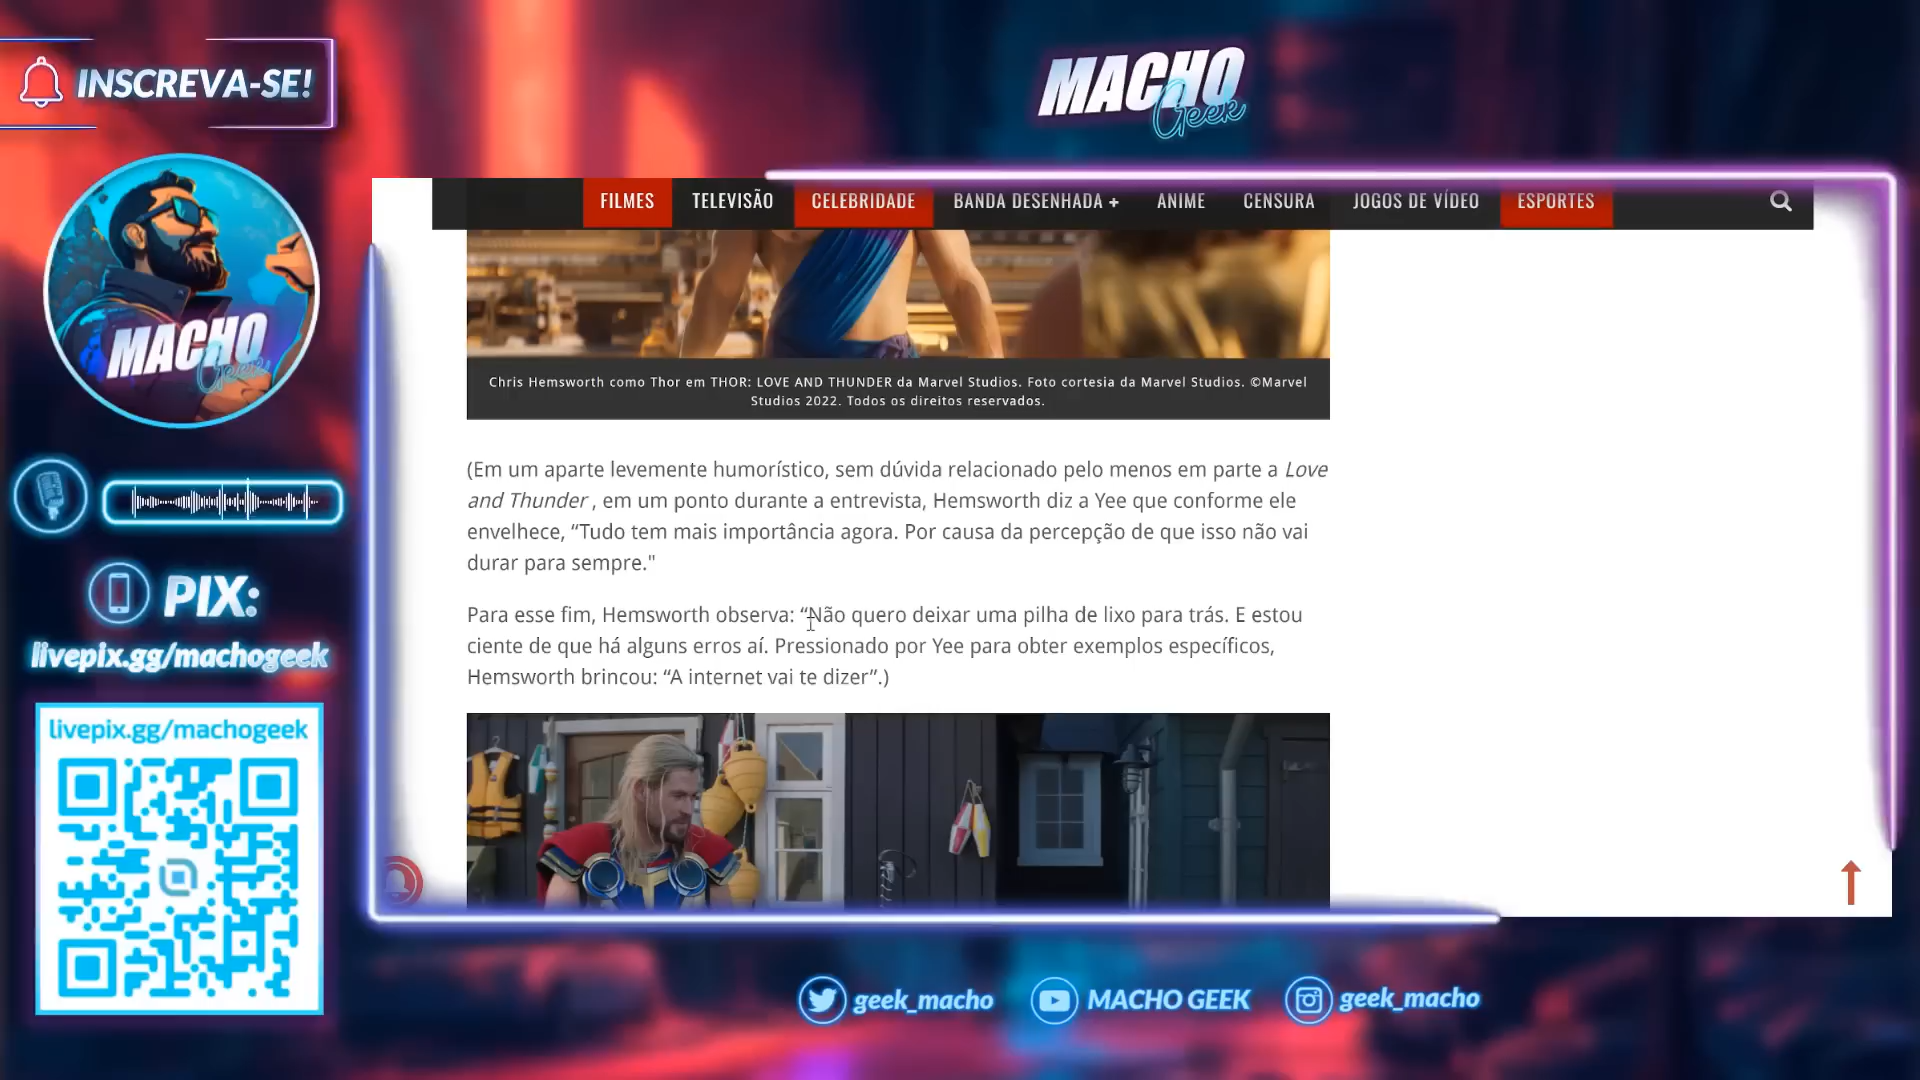 INSCREVA-SE!
MACHO
Geek
FILMES TELEVISÃO CELEBRIDADE BANDA DESENHADA + ANIME CENSURA JOGOS DE VÍDEO ESPORTES
MACHO
Geek
Chris Hemsworth como Thor em THOR: LOVE AND THUNDER da Marvel Studios. Foto cortesia da Marvel Studios. ©Marvel
Studios 2022. Todos os direitos reservados.
(Em um aparte levemente humorístico, sem dúvida relacionado pelo menos em parte a Love
and Thunder , em um ponto durante a entrevista, Hemsworth diz a Yee que conforme ele
envelhece, “Tudo tem mais importância agora. Por causa da percepção de que isso não vai
durar para sempre."
Para esse fim, Hemsworth observa: “Não quero deixar uma pilha de lixo para trás. E estou
ciente de que há alguns erros aí. Pressionado por Yee para obter exemplos específicos,
Hemsworth brincou: “A internet vai te dizer”.)
PIX:
livepix.gg/machogeek
livepix.gg/machogeek
geek_macho MACHO GEEK geek_macho